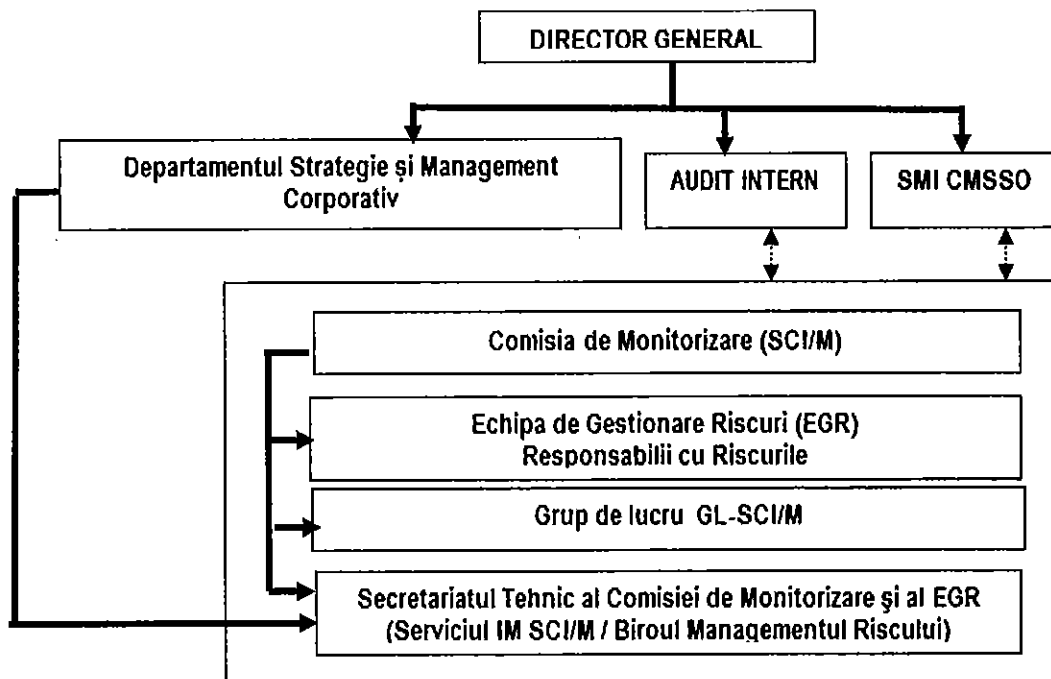 DIRECTOR GENERAL
Departamentul Strategie și Management
Corporativ
AUDIT INTERN
SMI CMSSO
Comisia de Monitorizare (SCI/M)
Echipa de Gestionare Riscuri (EGR)
Responsabilii cu Riscurile
Grup de lucru GL-SCI/M
Secretariatul Tehnic al Comisiei de Monitorizare și al EGR
(Serviciul IM SCI/M / Biroul Managementul Riscului)